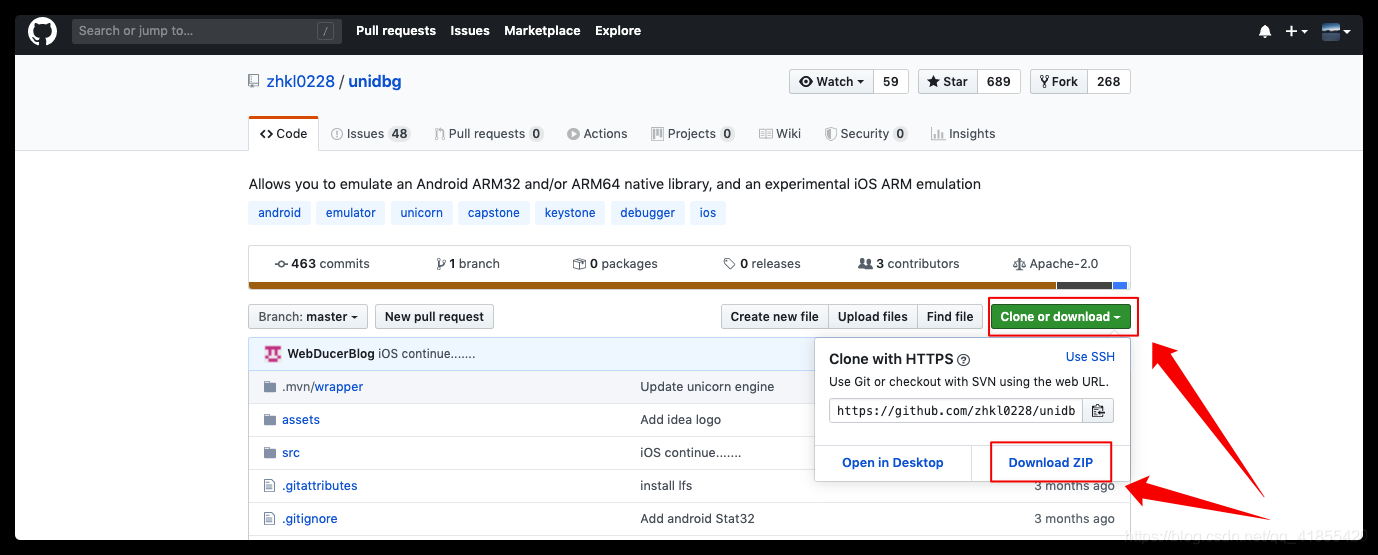 Search or jump to... / Pull requests Issues Marketplace Explore
zhkl0228 / unidbg Watch 59 Star 689 Fork 268
Code Issues 48 Pull requests 0 Actions Projects 0 Wiki Security 0 Insights
Allows you to emulate an Android ARM32 and/or ARM64 native library, and an experimental iOS ARM emulation
android emulator unicorn capstone keystone debugger ios
463 commits 1 branch 0 packages 0 releases 3 contributors Apache-2.0
Branch: master New pull request Create new file Upload files Find file Clone or download
WebDucerBlog iOS continue.......
Clone with HTTPS ? Use SSH
Use Git or checkout with SVN using the web URL.
https://github.com/zhkl0228/unidb
Open in Desktop Download ZIP
.mvn/wrapper Update unicorn engine
assets Add idea logo
src iOS continue.......
.gitattributes install lfs 3 months ago
.gitignore Add android Stat32 3 months ago